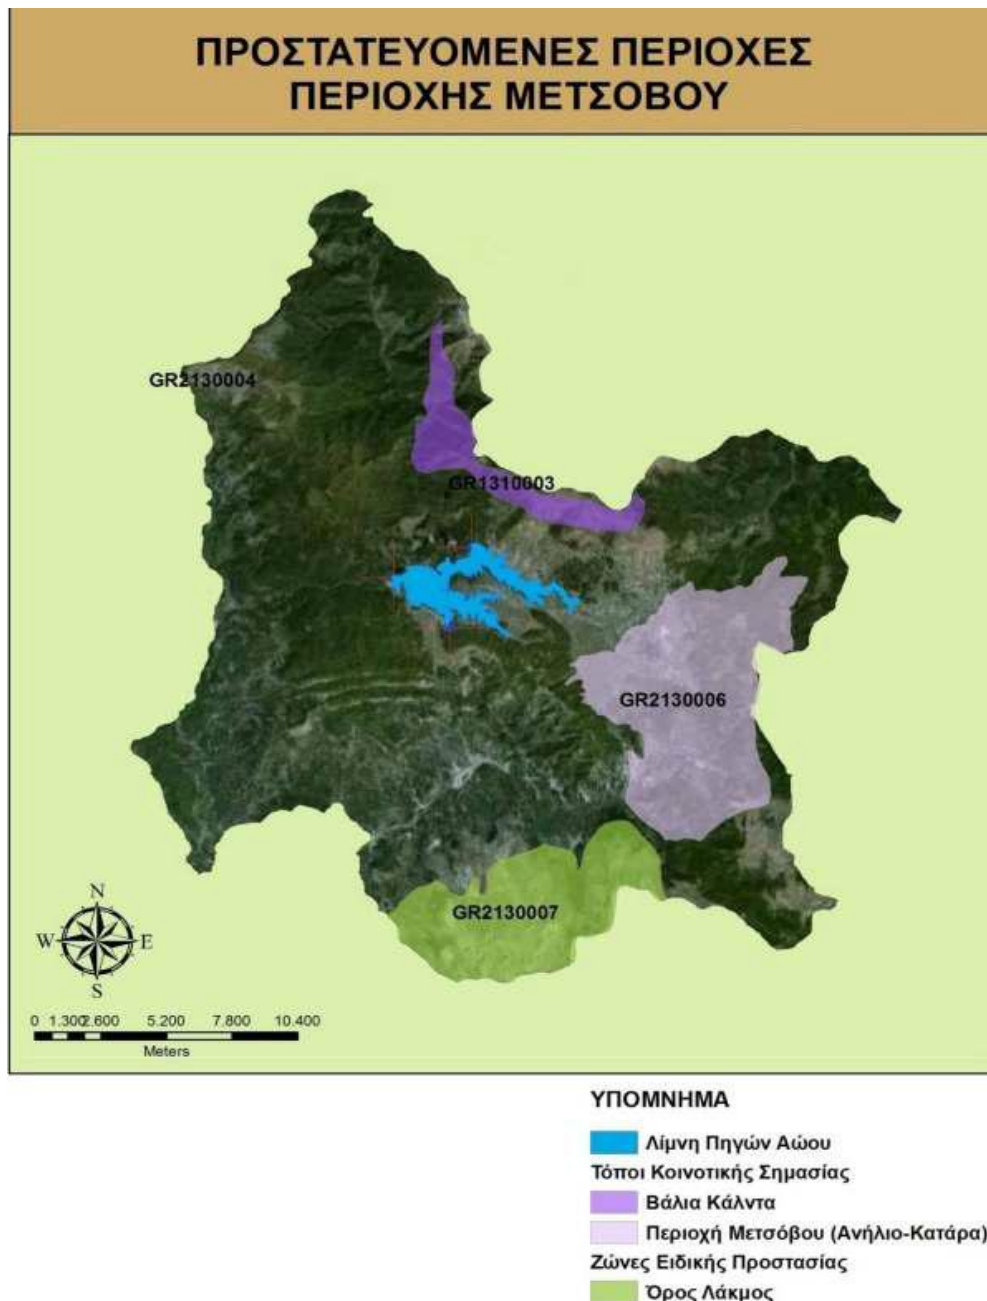 ΠΡΟΣΤΑΤΕΥΟΜΕΝΕΣ ΠΕΡΙΟΧΕΣ
ΠΕΡΙΟΧΗΣ ΜΕΤΣΟΒΟΥ
GR2130004
GR1310003
GR2130006
GR2130007
N
W E
S
0 1.300 2.600 5.200 7.800 10.400
Meters
ΥΠΟΜΝΗΜΑ
Λίμνη Πηγών Αώου
Τόποι Κοινοτικής Σημασίας
Βάλια Κάλντα
Περιοχή Μετσόβου (Ανήλιο-Κατάρα)
Ζώνες Ειδικής Προστασίας
Όρος Λάκμος